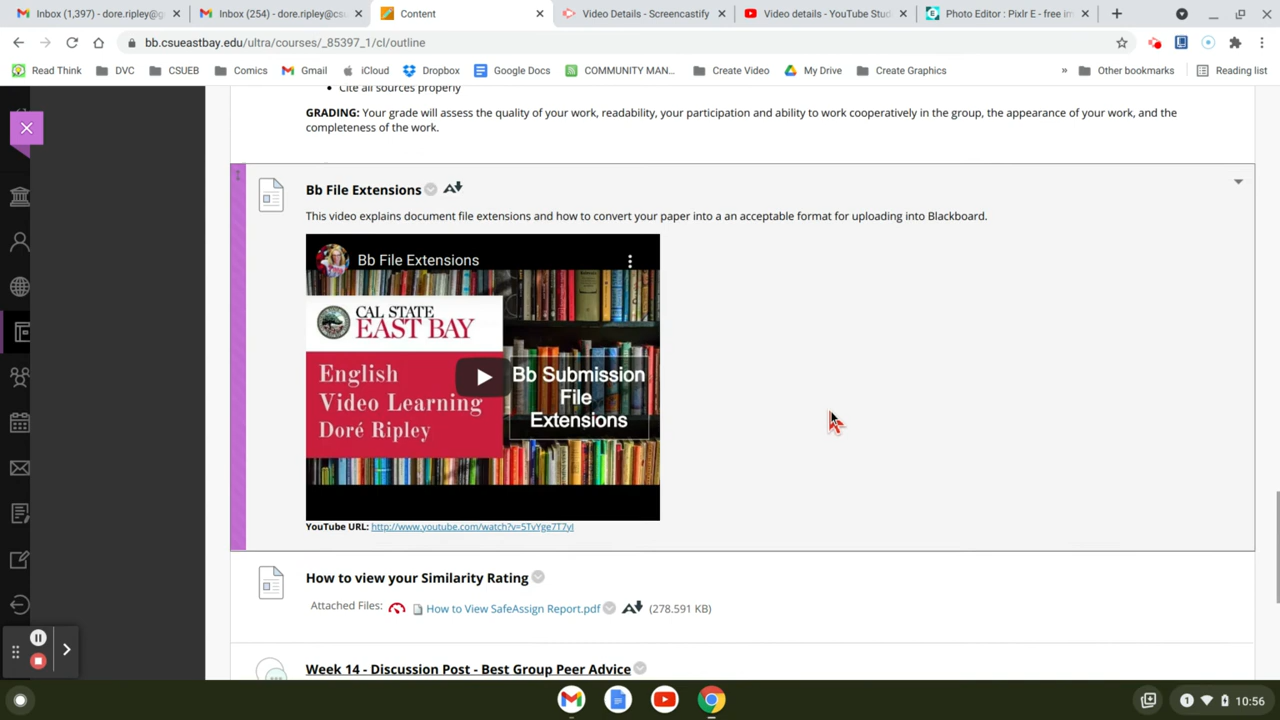 Inbox (1,397) - dore.ripley@g
Inbox (254) - dore.ripley@csu
Content
Video Details - Screencastify
Video details - YouTube Stud
Photo Editor : Pixlr E - free im
bb.csueastbay.edu/ultra/courses/_85397_1/cl/outline
Read Think
DVC
CSUEB
Comics
Gmail
iCloud
Dropbox
Google Docs
COMMUNITY MAN...
Create Video
My Drive
Create Graphics
»
Other bookmarks
Reading list
• Cite all sources properly
GRADING: Your grade will assess the quality of your work, readability, your participation and ability to work cooperatively in the group, the appearance of your work, and the
completeness of the work.
Bb File Extensions
This video explains document file extensions and how to convert your paper into a an acceptable format for uploading into Blackboard.
Bb File Extensions
CAL STATE
EAST BAY
English
Video Learning
Doré Ripley
Bb Submission
File
Extensions
YouTube URL: http://www.youtube.com/watch?v=5TvYge7T7yI
How to view your Similarity Rating
Attached Files: How to View SafeAssign Report.pdf (278.591 KB)
Week 14 - Discussion Post - Best Group Peer Advice
1
10:56